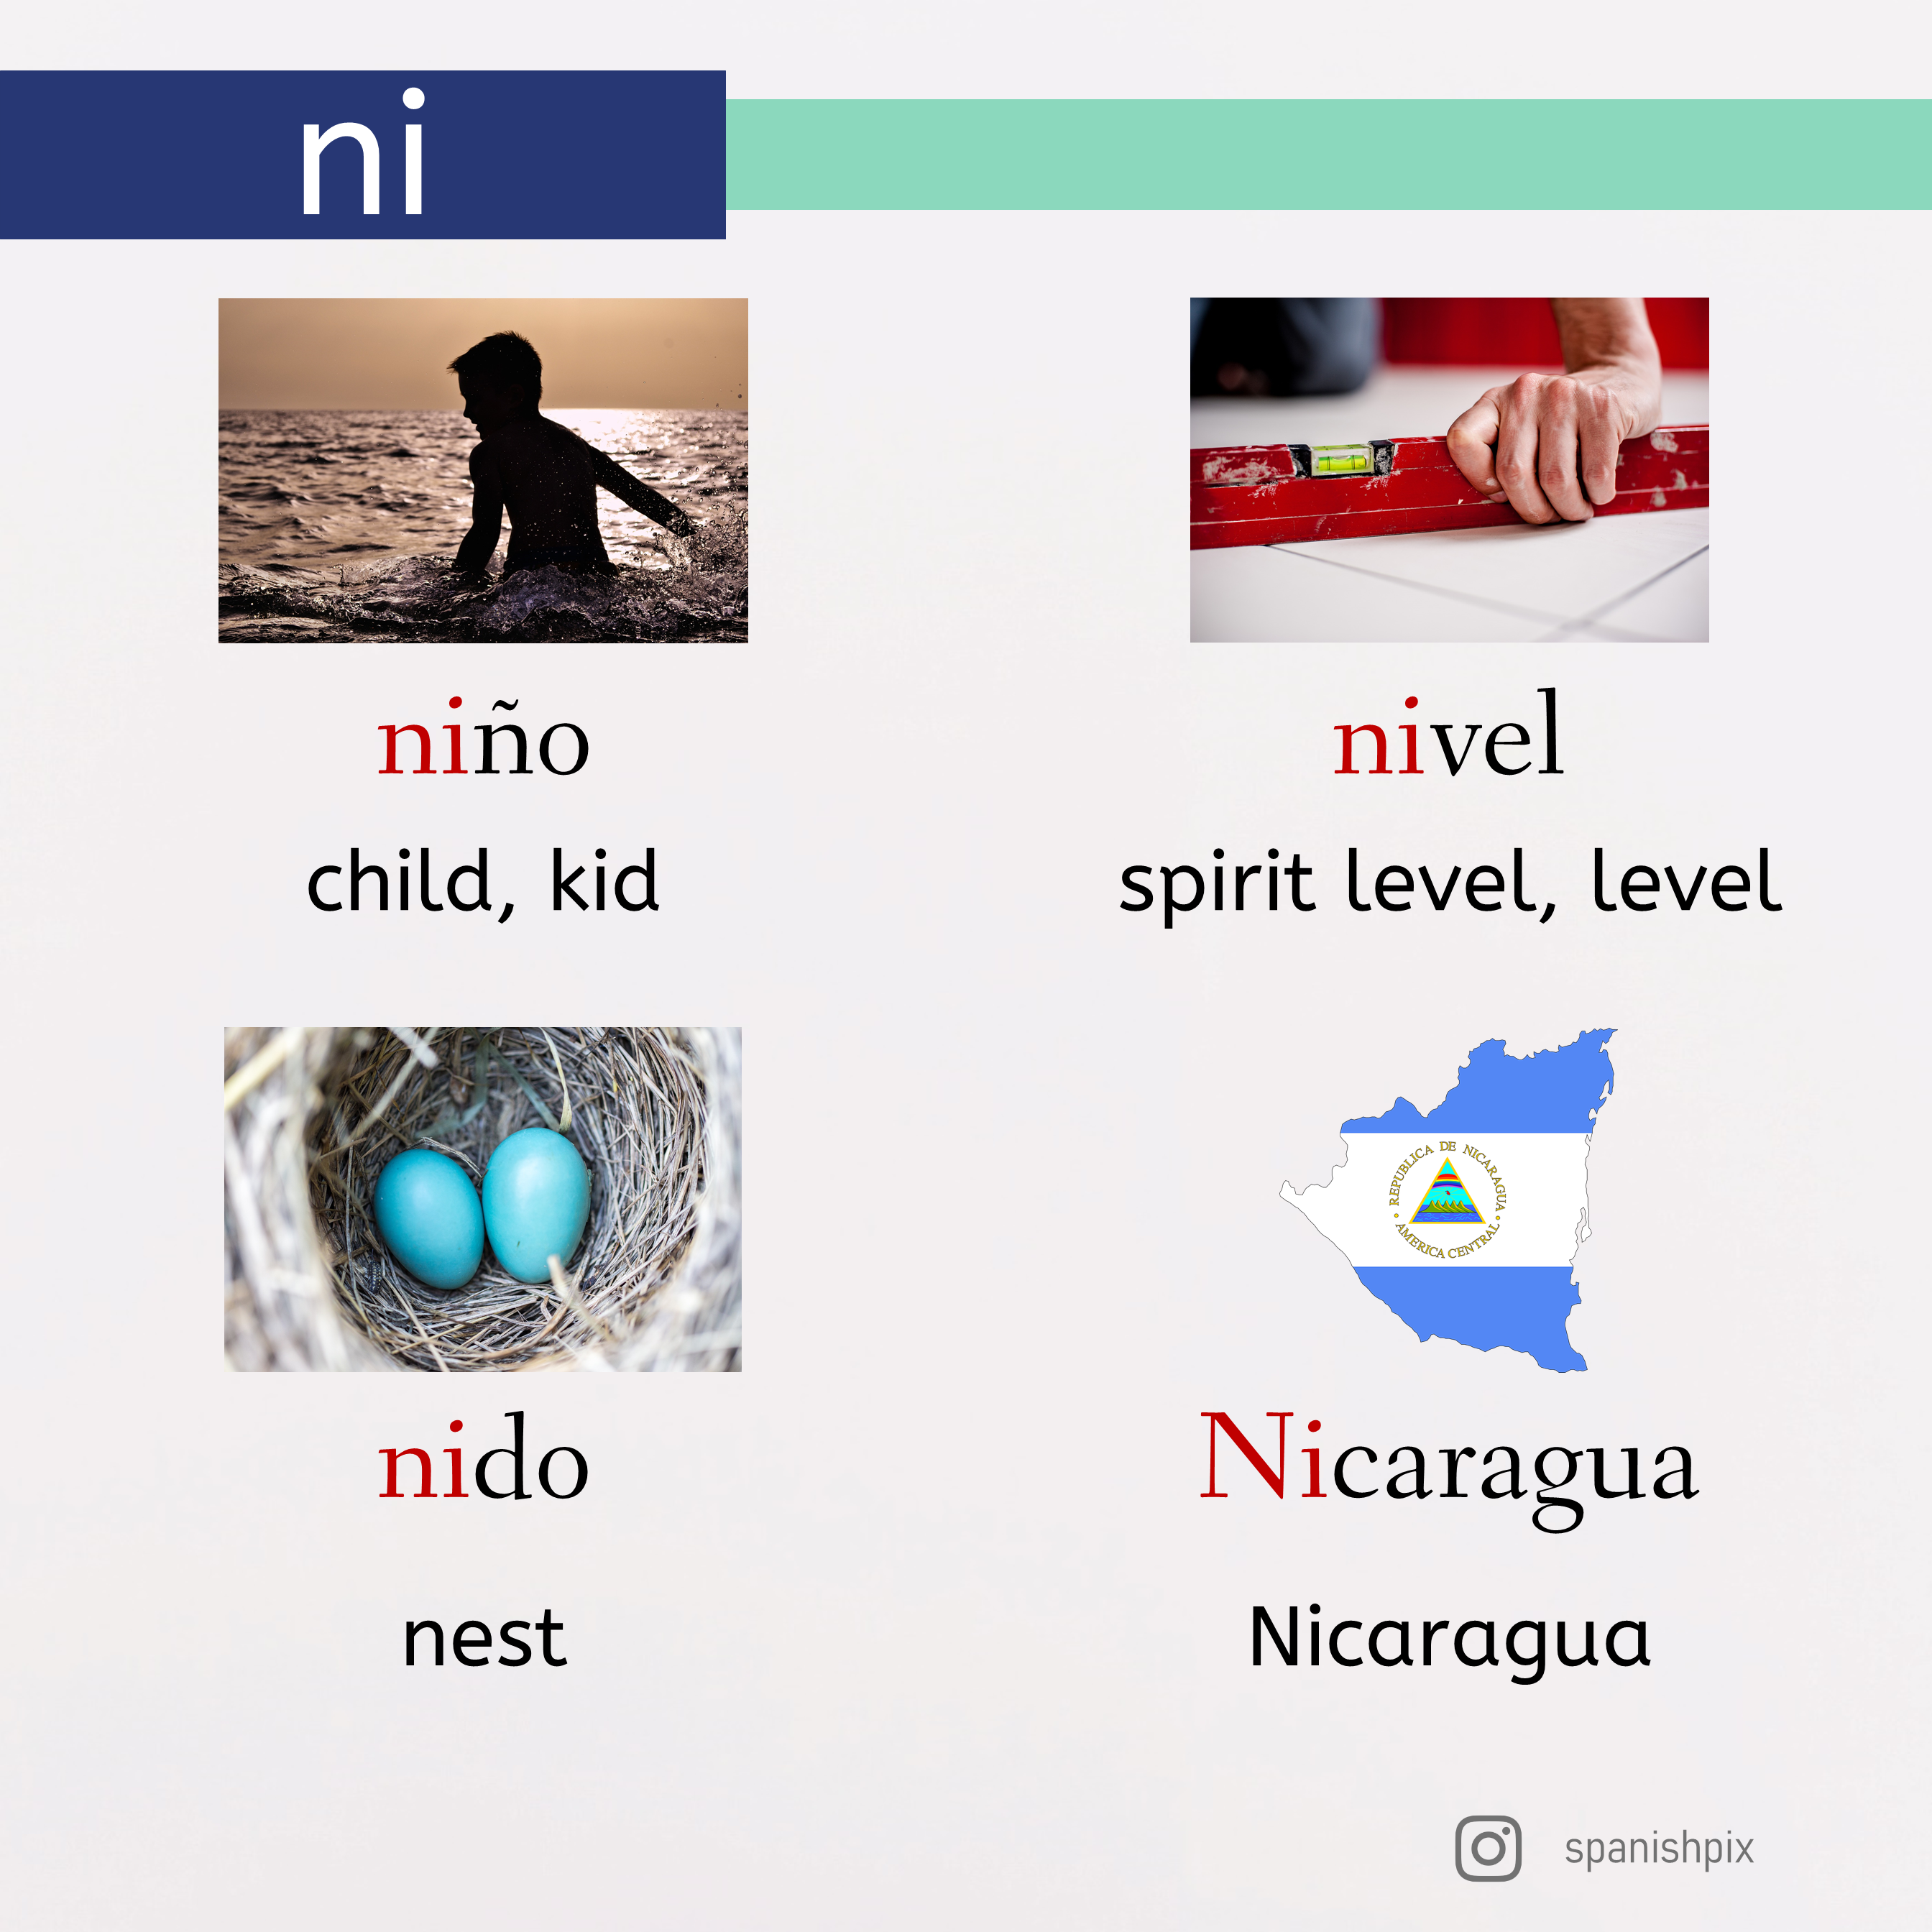 ni
niño
child, kid
nivel
spirit level, level
nido
nest
REPUBLICA DE NICARAGUA
AMERICA CENTRAL
Nicaragua
Nicaragua
spanishpix